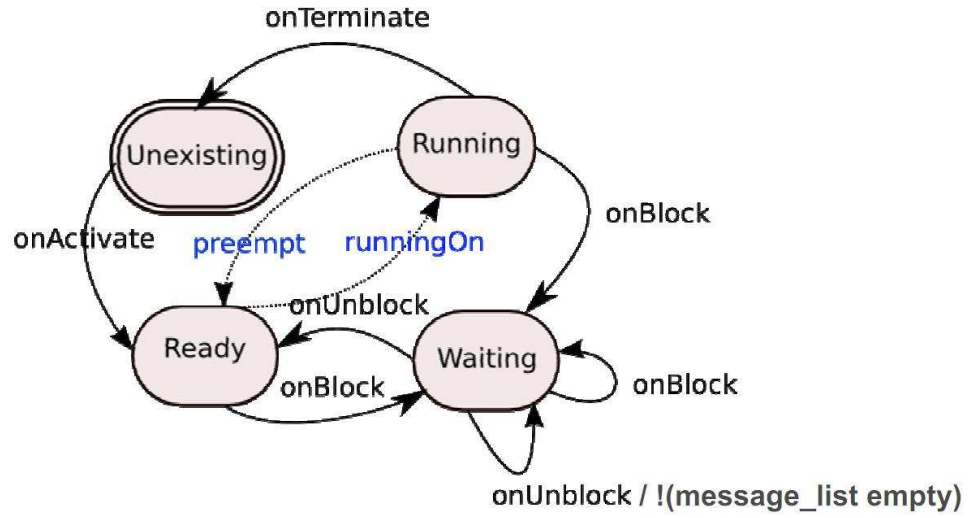 onTerminate
Unexisting
Running
onBlock
onActivate
preempt
runningOn
onUnblock
Ready
Waiting
onBlock
onBlock
onUnblock / !(message_list empty)